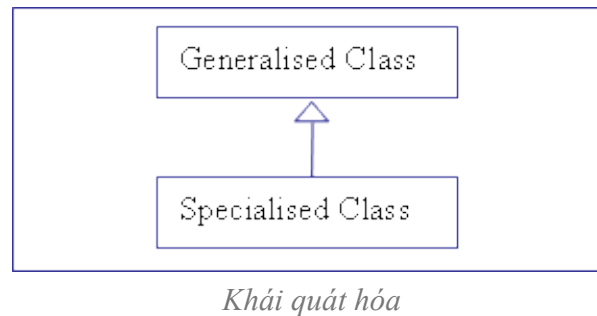 Generalised Class
Specialised Class
Khái quát hóa